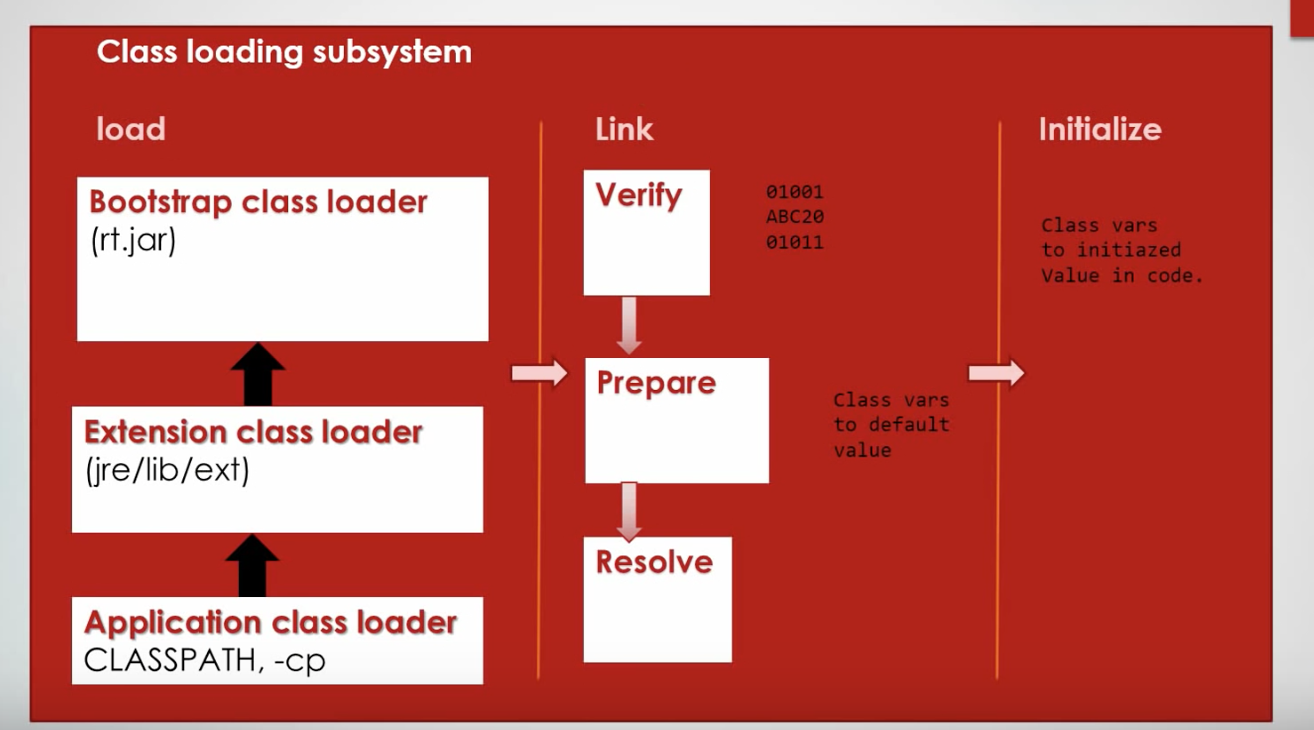 Class loading subsystem
load
Bootstrap class loader
(rt.jar)
Extension class loader
(jre/lib/ext)
Application class loader
CLASSPATH, -cp
Link
Verify
01001
ABC20
01011
Prepare
Class vars
to default
value
Resolve
Initialize
Class vars
to initiazed
Value in code.